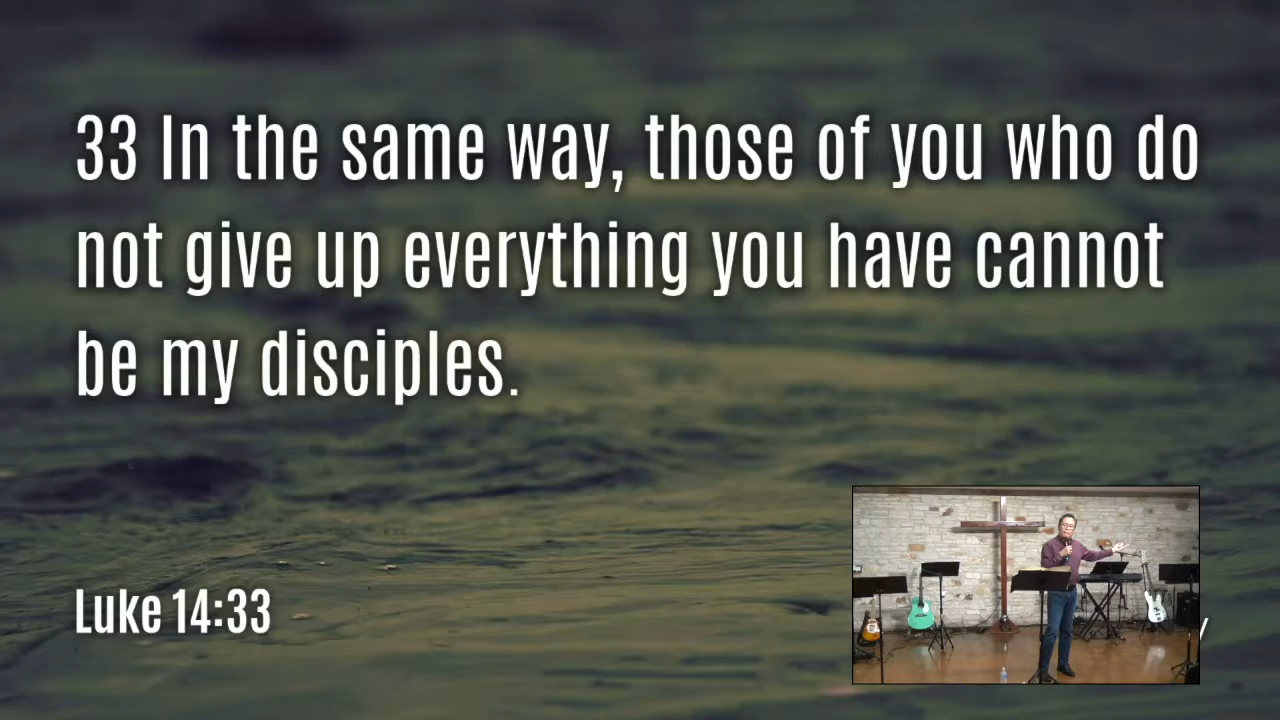 33 In the same way, those of you who do
not give up everything you have cannot
be my disciples.
Luke 14:33